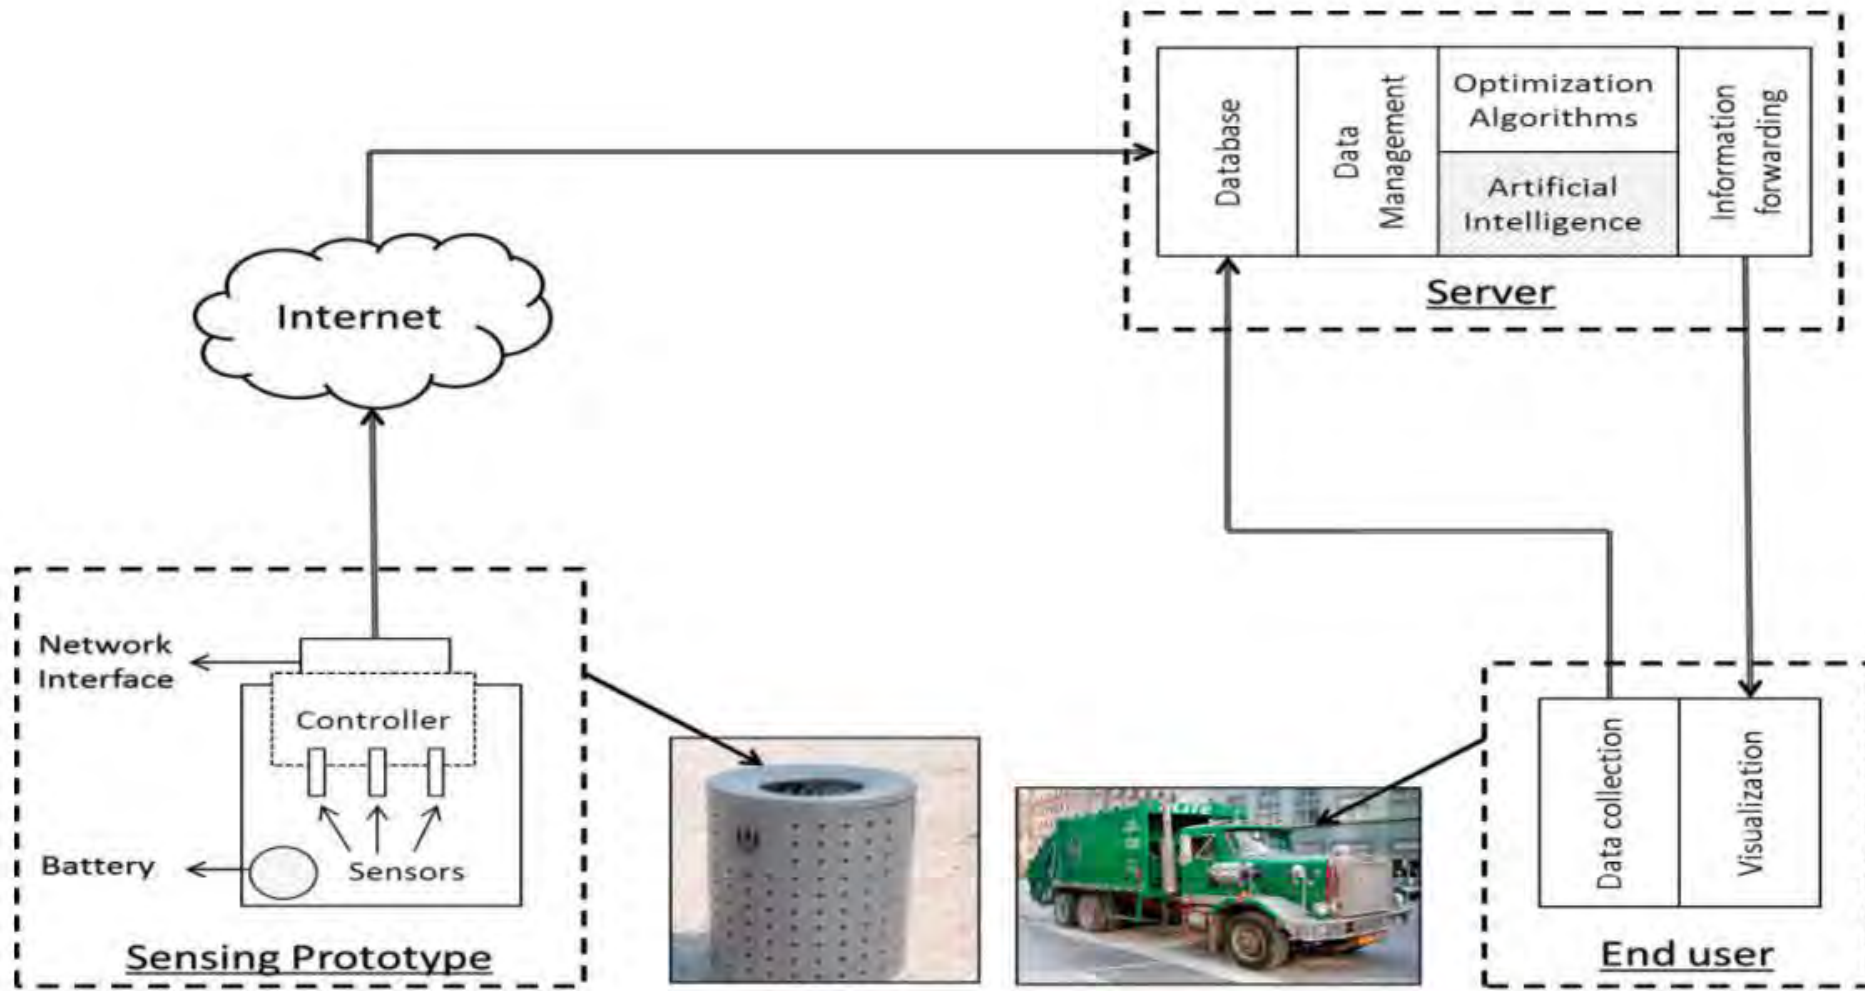 Database
Data
Management
Optimization
Algorithms
Artificial
Intelligence
Information
forwarding
Server
Internet
Network
Interface
Controller
Sensors
Battery
Sensing Prototype
Data collection
Visualization
End user